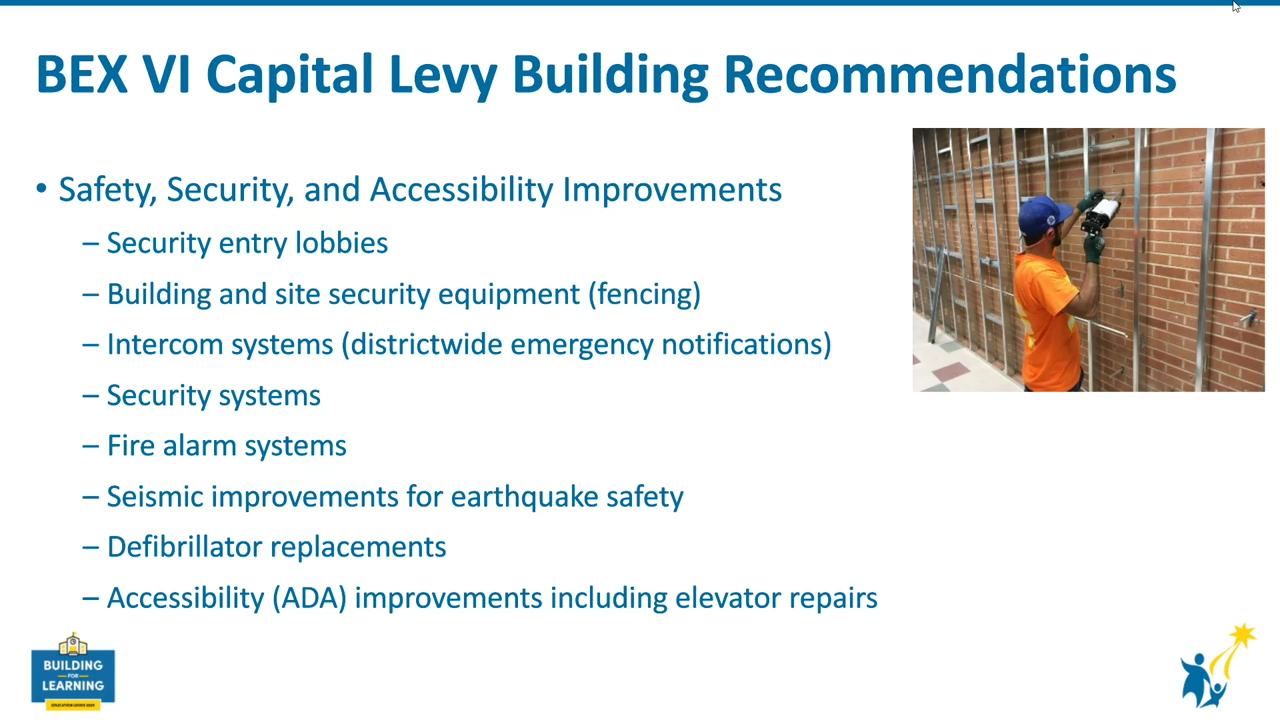 BEX VI Capital Levy Building Recommendations
• Safety, Security, and Accessibility Improvements
– Security entry lobbies
– Building and site security equipment (fencing)
– Intercom systems (districtwide emergency notifications)
– Security systems
– Fire alarm systems
– Seismic improvements for earthquake safety
– Defibrillator replacements
– Accessibility (ADA) improvements including elevator repairs
BUILDING
FOR
LEARNING